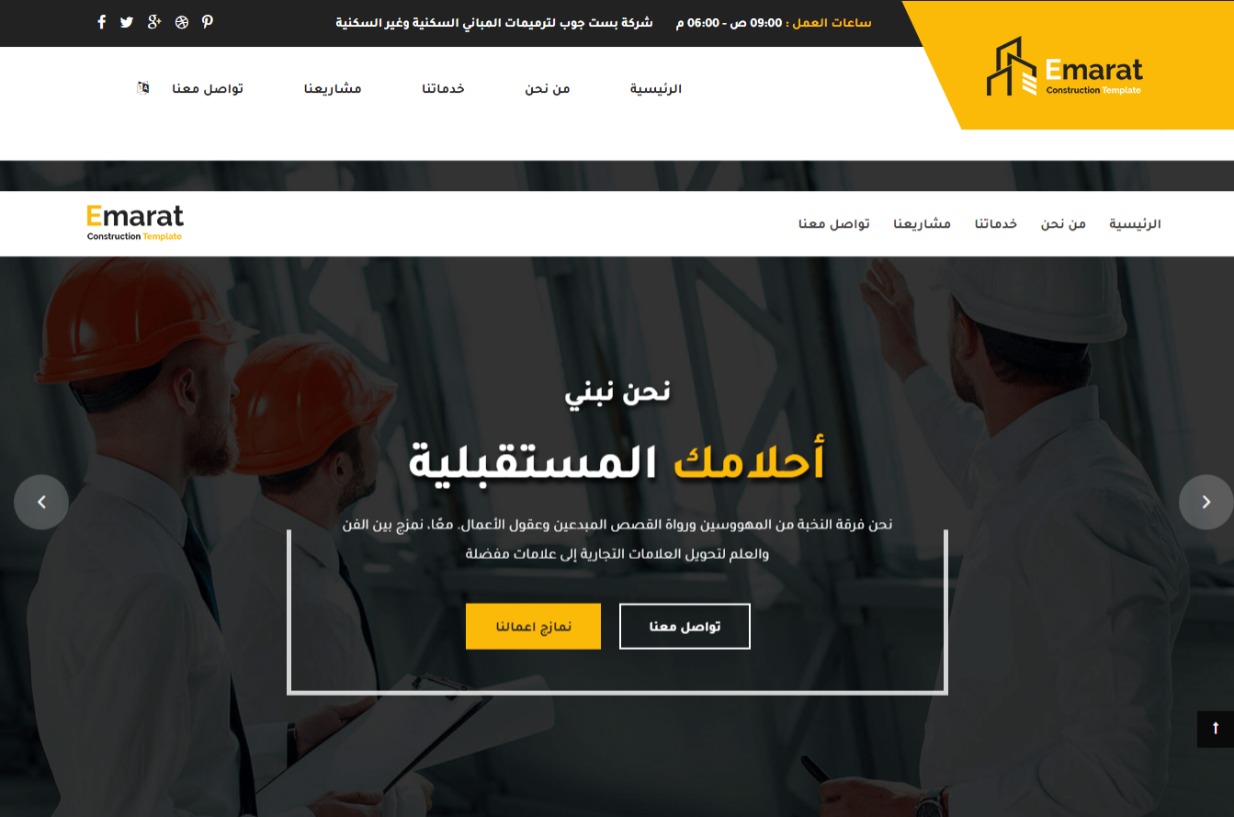 ساعات العمل : 09:00 ص - 06:00 م
شركة بست جوب لترميمات المباني السكنية وغير السكنية
Emarat
Construction Template
الرئيسية
من نحن
خدماتنا
مشاريعنا
تواصل معنا
الرئيسية
من نحن
خدماتنا
مشاريعنا
تواصل معنا
Emarat
Construction Template
نحن نبني
أحلامك المستقبلية
نحن فرقة النخبة من المهووسين ورواة القصص المبدعين وعقول الأعمال. معًا، نمزج بين الفن
والعلم لتحويل العلامات التجارية إلى علامات مفضلة
تواصل معنا
نمازج اعمالنا